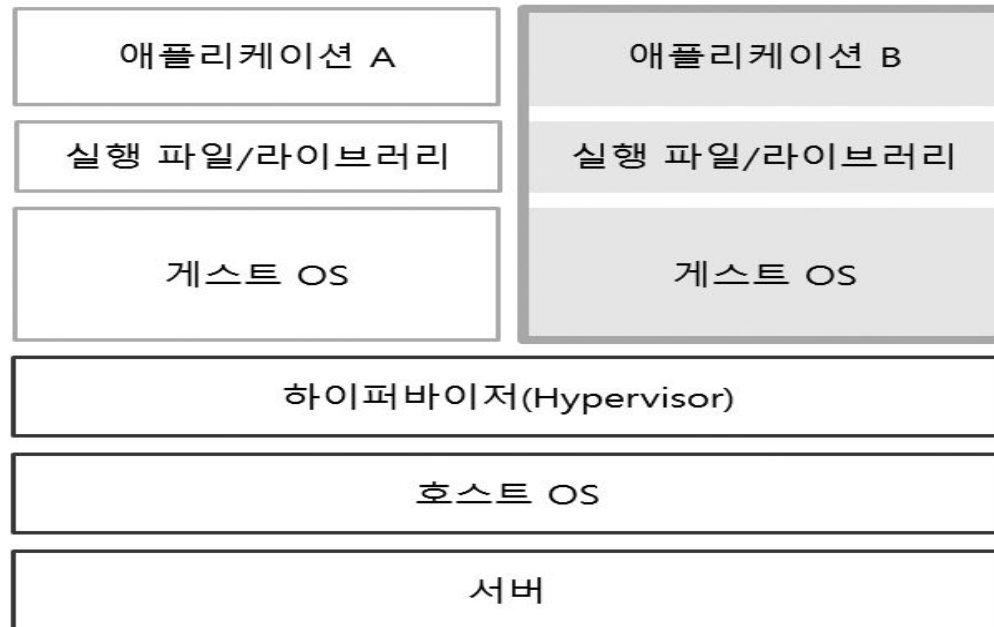 애플리케이션 A
애플리케이션 B
실행 파일/라이브러리
실행 파일/라이브러리
게스트 OS
게스트 OS
하이퍼바이저(Hypervisor)
호스트 OS
서버